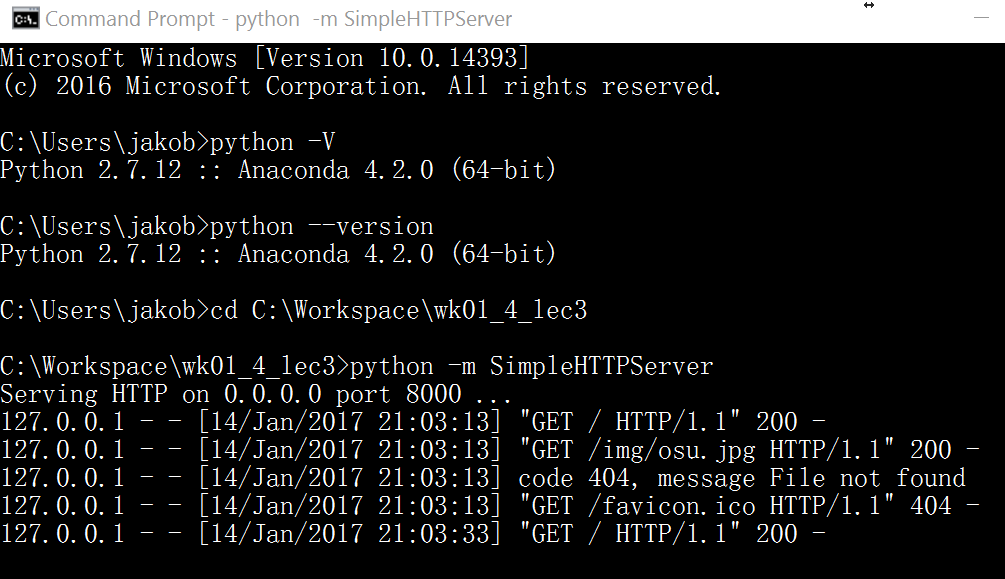 Command Prompt - python  -m SimpleHTTPServer
Microsoft Windows [Version 10.0.14393]
(c) 2016 Microsoft Corporation. All rights reserved.
C:\Users\jakob>python -V
Python 2.7.12 :: Anaconda 4.2.0 (64-bit)
C:\Users\jakob>python --version
Python 2.7.12 :: Anaconda 4.2.0 (64-bit)
C:\Users\jakob>cd C:\Workspace\wk01_4_lec3
C:\Workspace\wk01_4_lec3>python -m SimpleHTTPServer
Serving HTTP on 0.0.0.0 port 8000 ...
127.0.0.1 - - [14/Jan/2017 21:03:13] "GET / HTTP/1.1" 200 -
127.0.0.1 - - [14/Jan/2017 21:03:13] "GET /img/osu.jpg HTTP/1.1" 200 -
127.0.0.1 - - [14/Jan/2017 21:03:13] code 404, message File not found
127.0.0.1 - - [14/Jan/2017 21:03:13] "GET /favicon.ico HTTP/1.1" 404 -
127.0.0.1 - - [14/Jan/2017 21:03:33] "GET / HTTP/1.1" 200 -